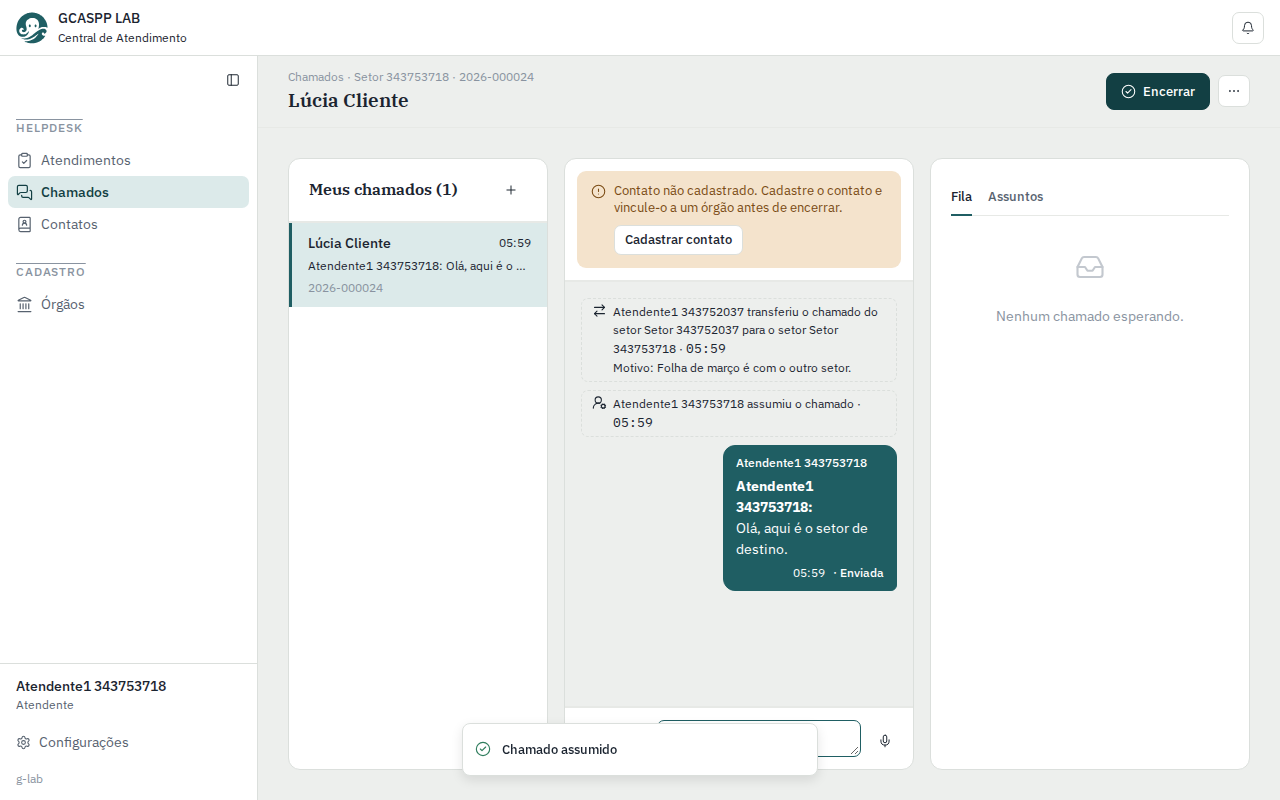 GCASPP LAB
Central de Atendimento
HELPDESK
Atendimentos
Chamados
Contatos
CADASTRO
Órgãos
Atendente1 343753718
Atendente
Configurações
g-lab
Chamados · Setor 343753718 · 2026-000024
Lúcia Cliente
Encerrar
Meus chamados (1)
Lúcia Cliente 05:59
Atendente1 343753718: Olá, aqui é o ...
2026-000024
Contato não cadastrado. Cadastre o contato e
vincule-o a um órgão antes de encerrar.
Cadastrar contato
Atendente1 343752037 transferiu o chamado do
setor Setor 343752037 para o setor Setor
343753718 · 05:59
Motivo: Folha de março é com o outro setor.
Atendente1 343753718 assumiu o chamado ·
05:59
Atendente1 343753718
Atendente1
343753718:
Olá, aqui é o setor de
destino.
05:59 · Enviada
Chamado assumido
Fila Assuntos
Nenhum chamado esperando.